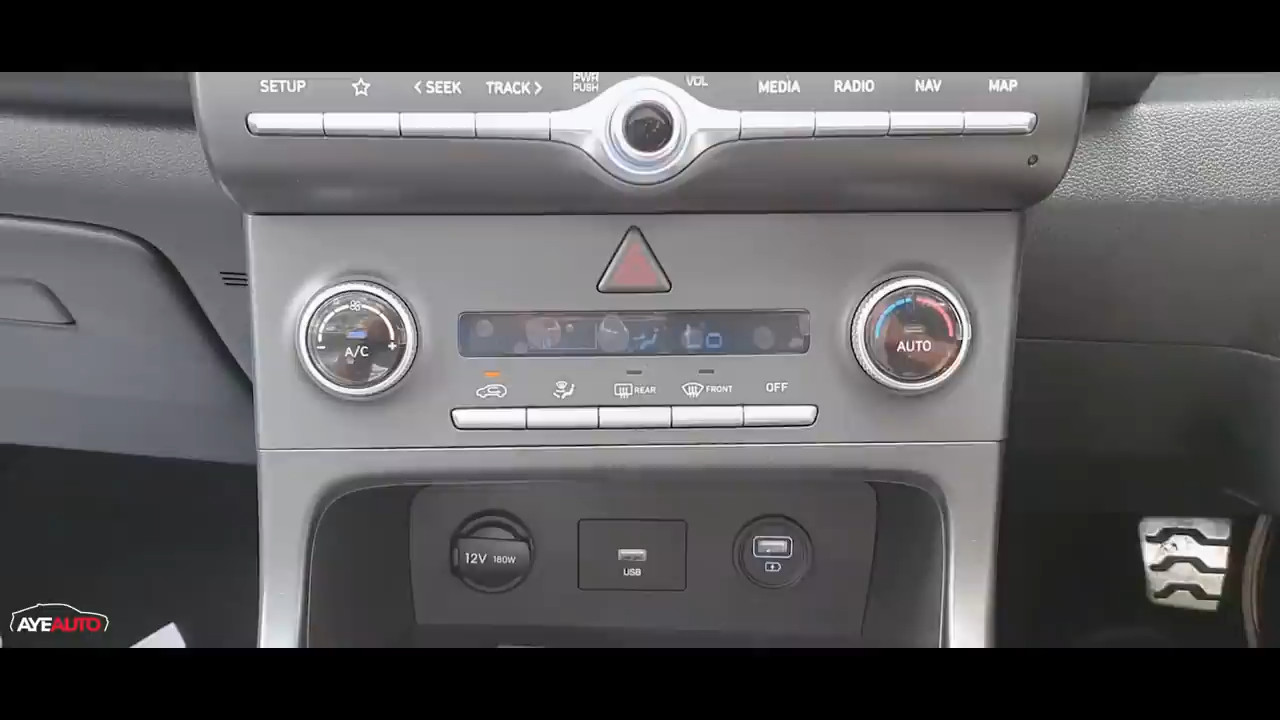 SETUP ☆ < SEEK TRACK > PWR PUSH VOL MEDIA RADIO NAV MAP
A/C
- +
AUTO
REAR FRONT OFF
12V 180W
USB
AYEAUTO